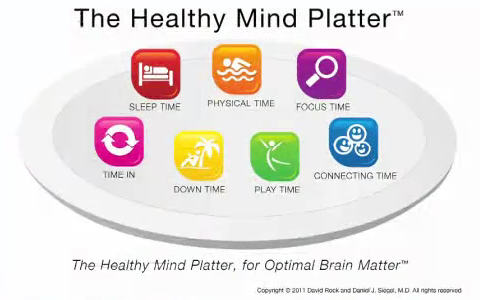 The Healthy Mind Platter™
SLEEP TIME
PHYSICAL TIME
FOCUS TIME
TIME IN
DOWN TIME
PLAY TIME
CONNECTING TIME
The Healthy Mind Platter, for Optimal Brain Matter™
Copyright © 2011 David Rock and Daniel J. Siegel, M.D. All rights reserved